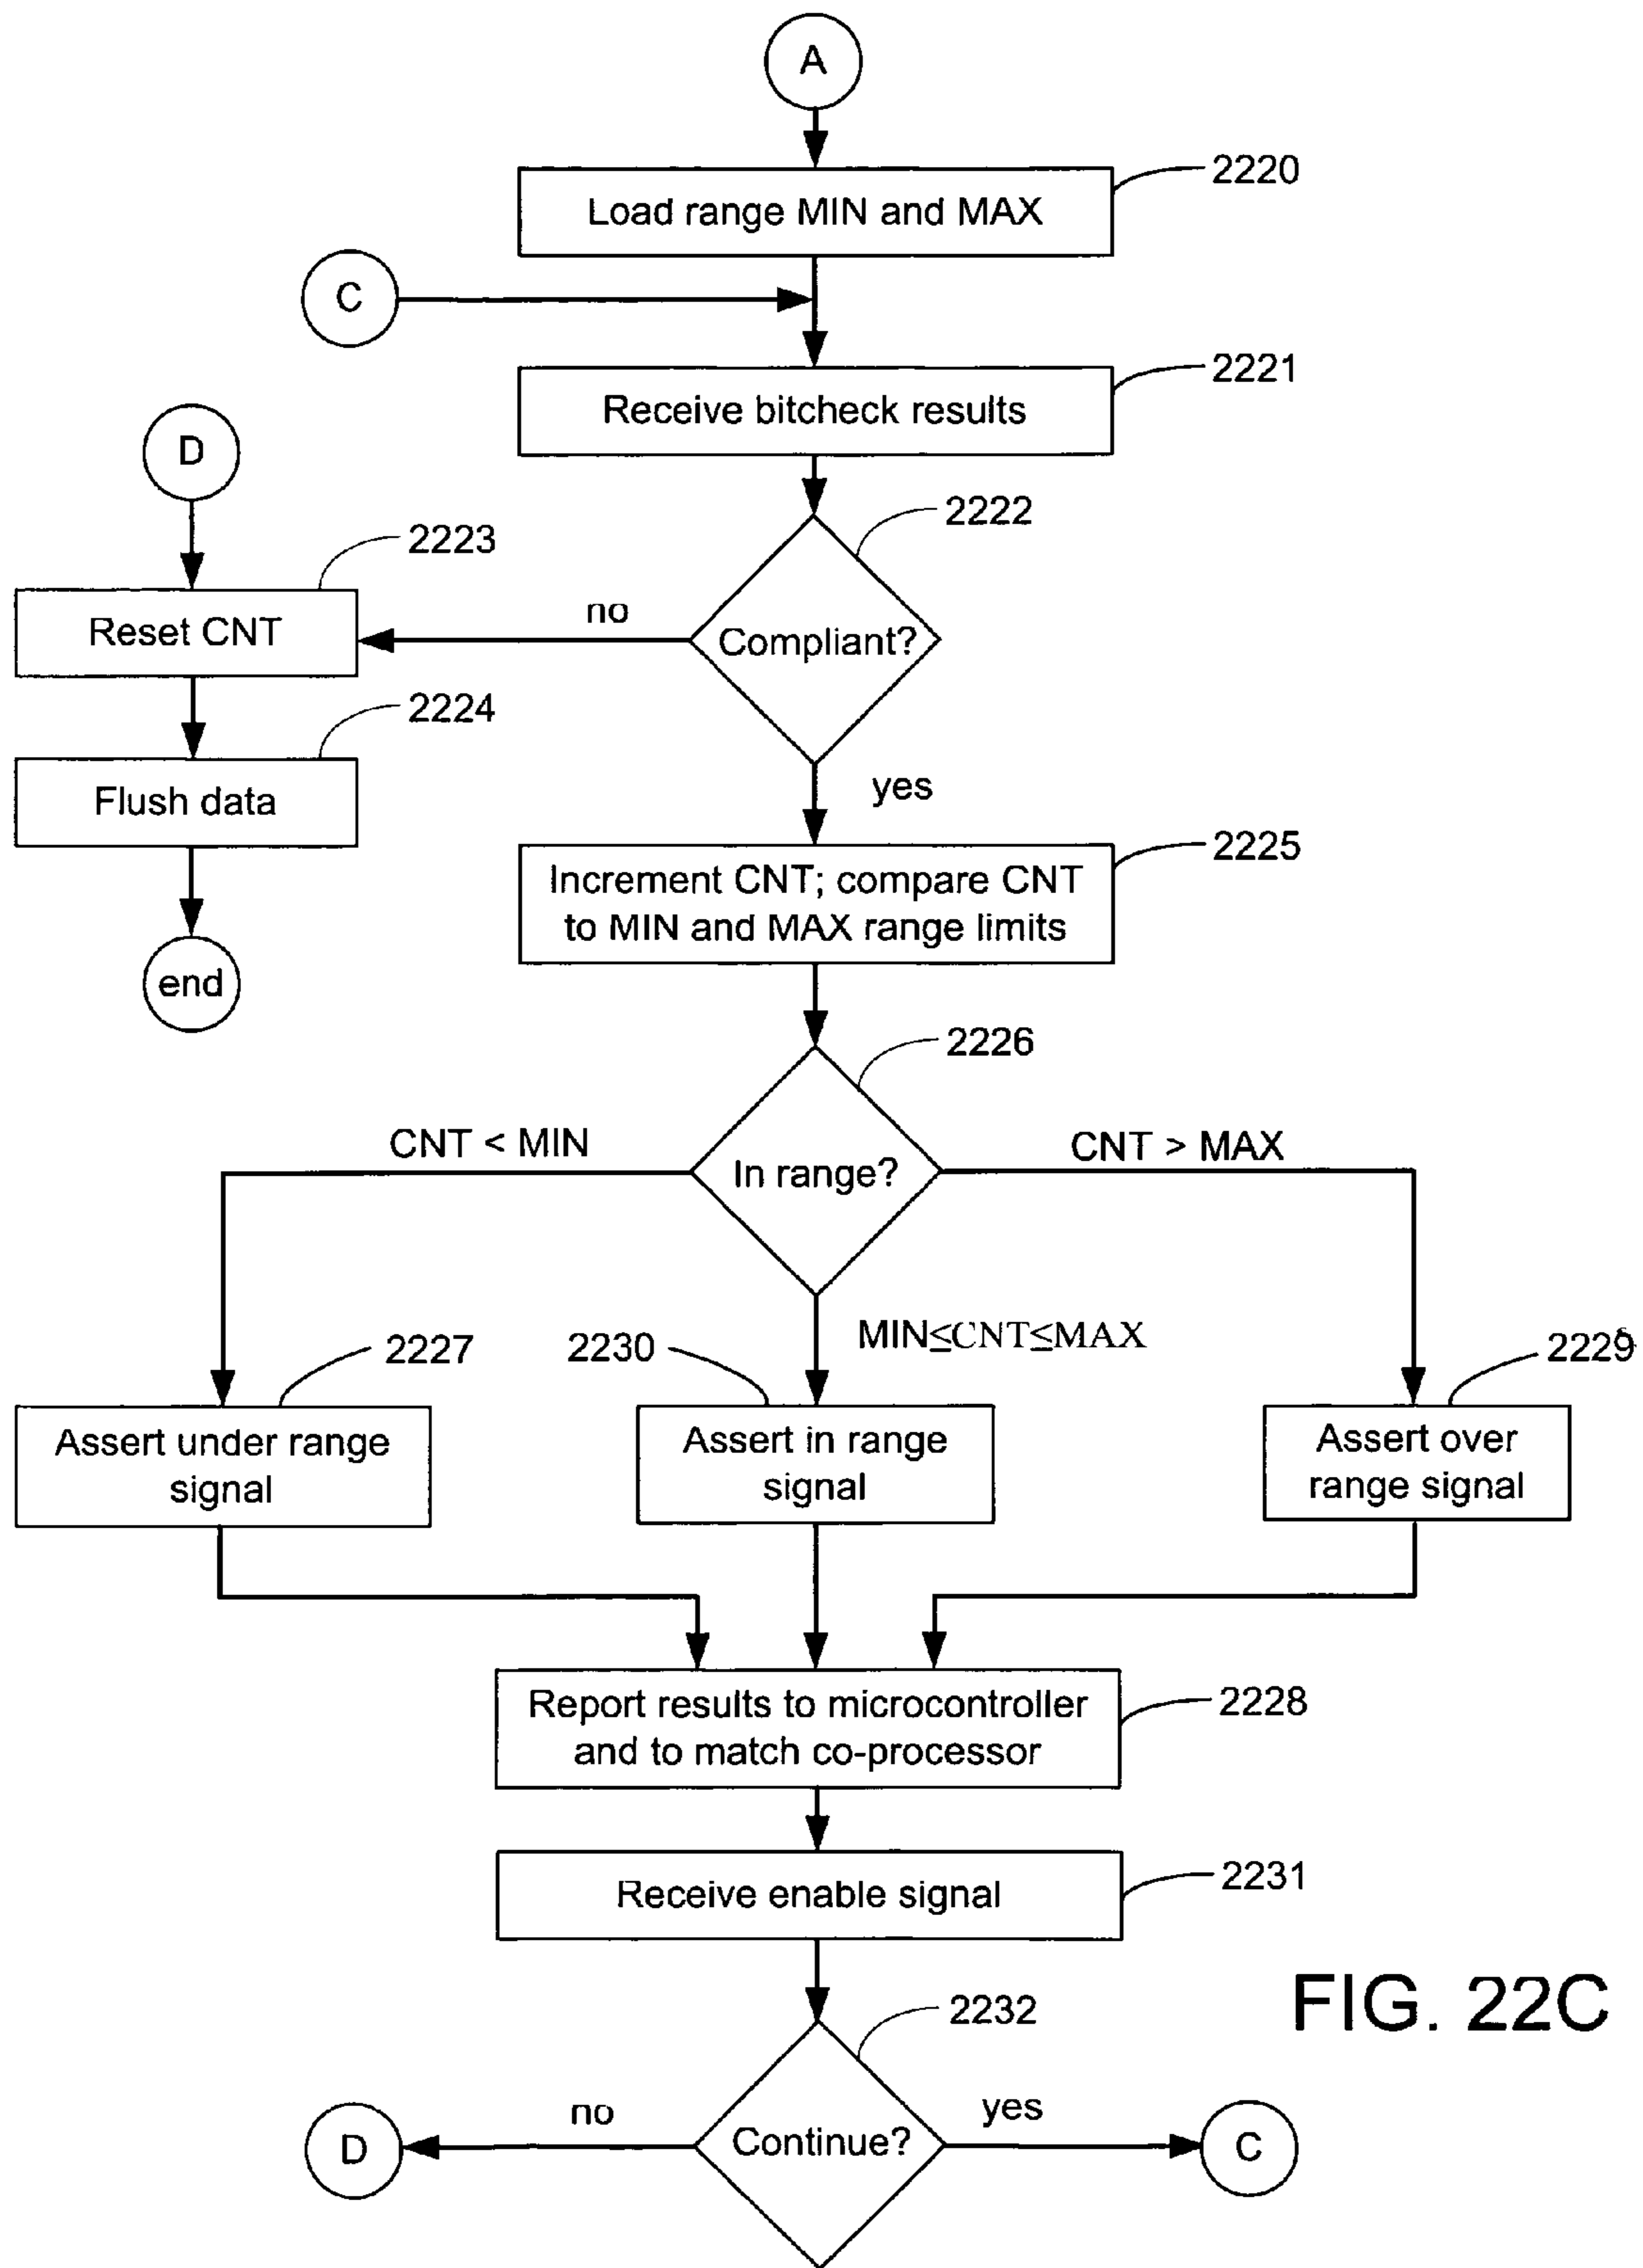 A
2220
Load range MIN and MAX
C
2221
Receive bitcheck results
D
2222
2223
no
Reset CNT
Compliant?
2224
yes
Flush data
2225
Increment CNT; compare CNT
to MIN and MAX range limits
end
2226
CNT < MIN
CNT > MAX
In range?
MIN≤CNT≤MAX
2227
2230
2229
Assert under range
signal
Assert in range
signal
Assert over
range signal
Report results to microcontroller
and to match co-processor
2228
Receive enable signal
2231
FIG. 22C
2232
no
yes
D
Continue?
C